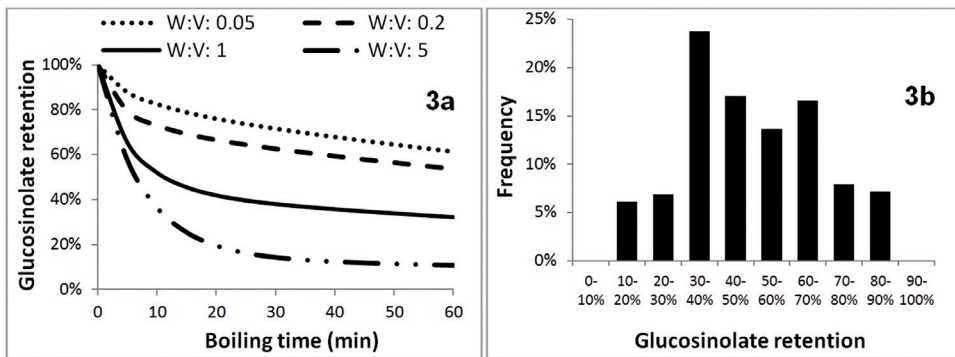 W:V: 0.05
W:V: 0.2
W:V: 1
W:V: 5
100%
80%
60%
40%
20%
0%
Glucosinolate retention
3a
0 10 20 30 40 50 60
Boiling time (min)
25%
20%
15%
10%
5%
0%
Frequency
3b
0- 10- 20- 30- 40- 50- 60- 70- 80- 90-
10% 20% 30% 40% 50% 60% 70% 80% 90% 100%
Glucosinolate retention